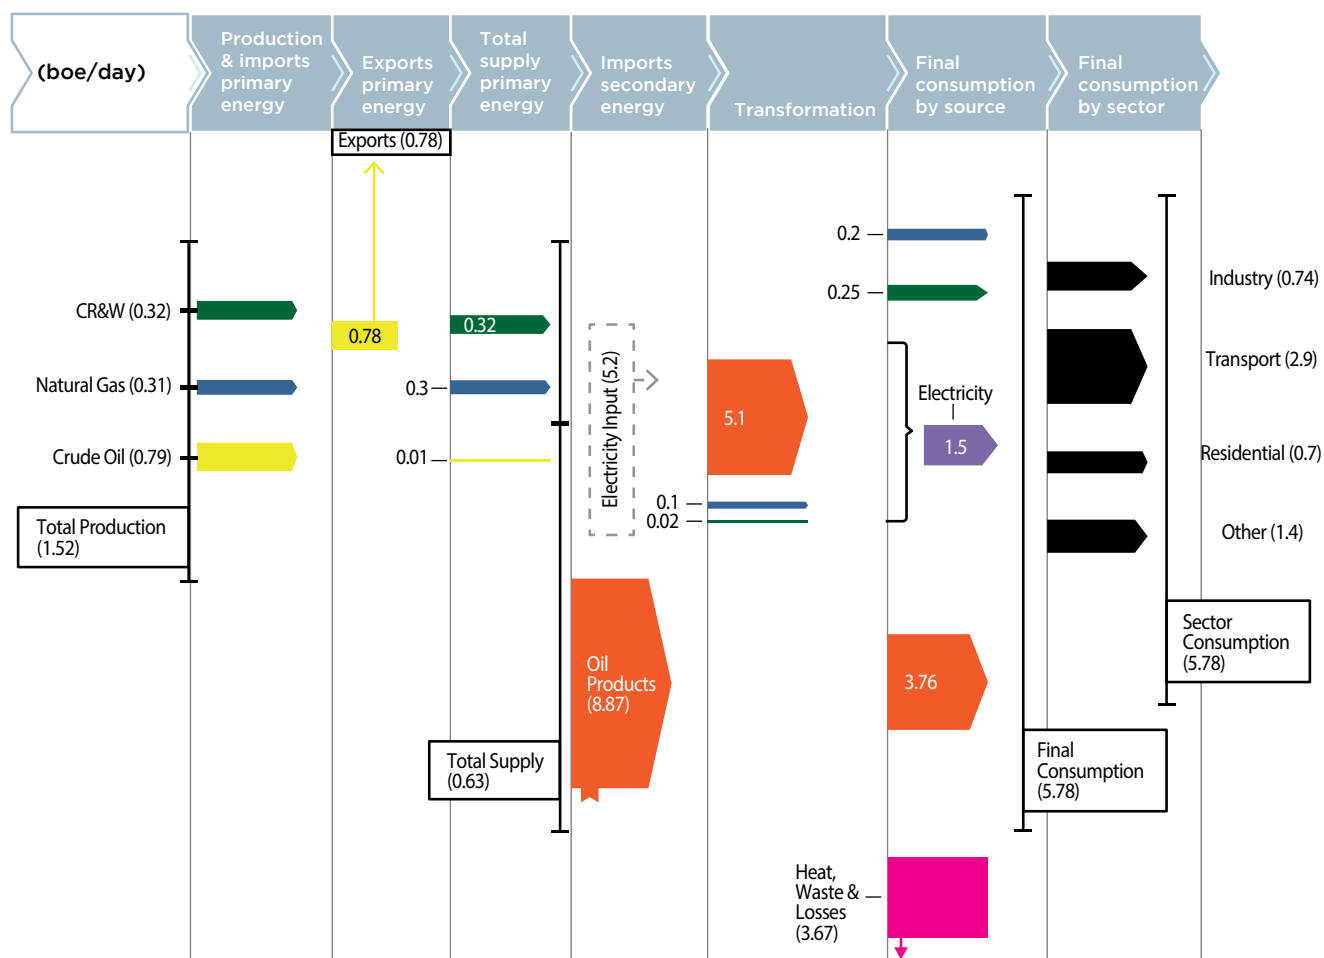 (boe/day)
Production
& imports
primary
energy
Exports
primary
energy
Total
supply
primary
energy
Imports
secondary
energy
Transformation
Final
consumption
by source
Final
consumption
by sector
Exports (0.78)
CR&W (0.32)
Natural Gas (0.31)
Crude Oil (0.79)
Total Production
(1.52)
0.78
0.32
0.3
0.01
Total Supply
(0.63)
Electricity Input (5.2)
Oil
Products
(8.87)
5.1
0.1
0.02
0.2
0.25
Electricity
1.5
3.76
Heat,
Waste &
Losses
(3.67)
Final
Consumption
(5.78)
Industry (0.74)
Transport (2.9)
Residential (0.7)
Other (1.4)
Sector
Consumption
(5.78)